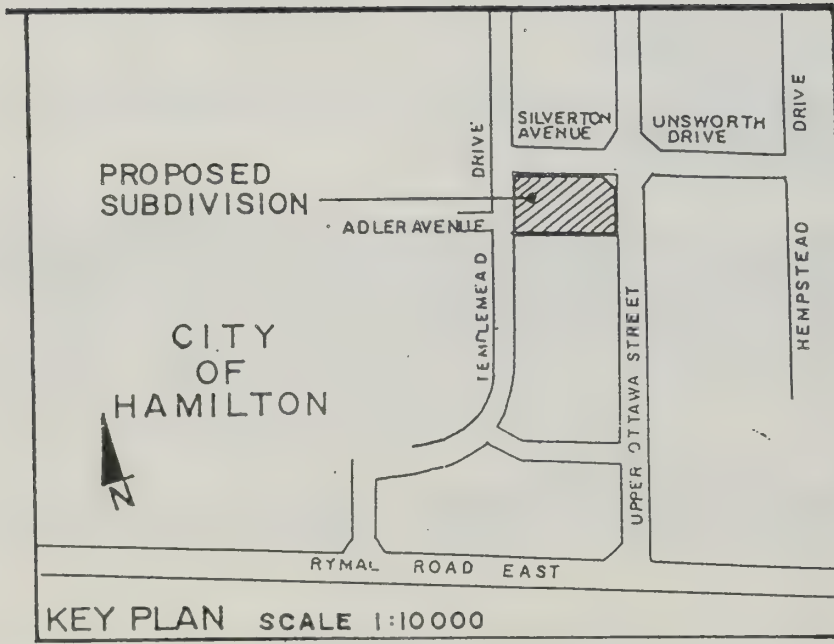 SILVERTON
AVENUE
UNSWORTH
DRIVE
DRIVE
DRIVE
PROPOSED
SUBDIVISION
ADLER AVENUE
TEMPLEMEAD
HEMPSTEAD
CITY
OF
HAMILTON
UPPER OTTAWA STREET
N
RYMAL ROAD EAST
KEY PLAN SCALE 1:10000